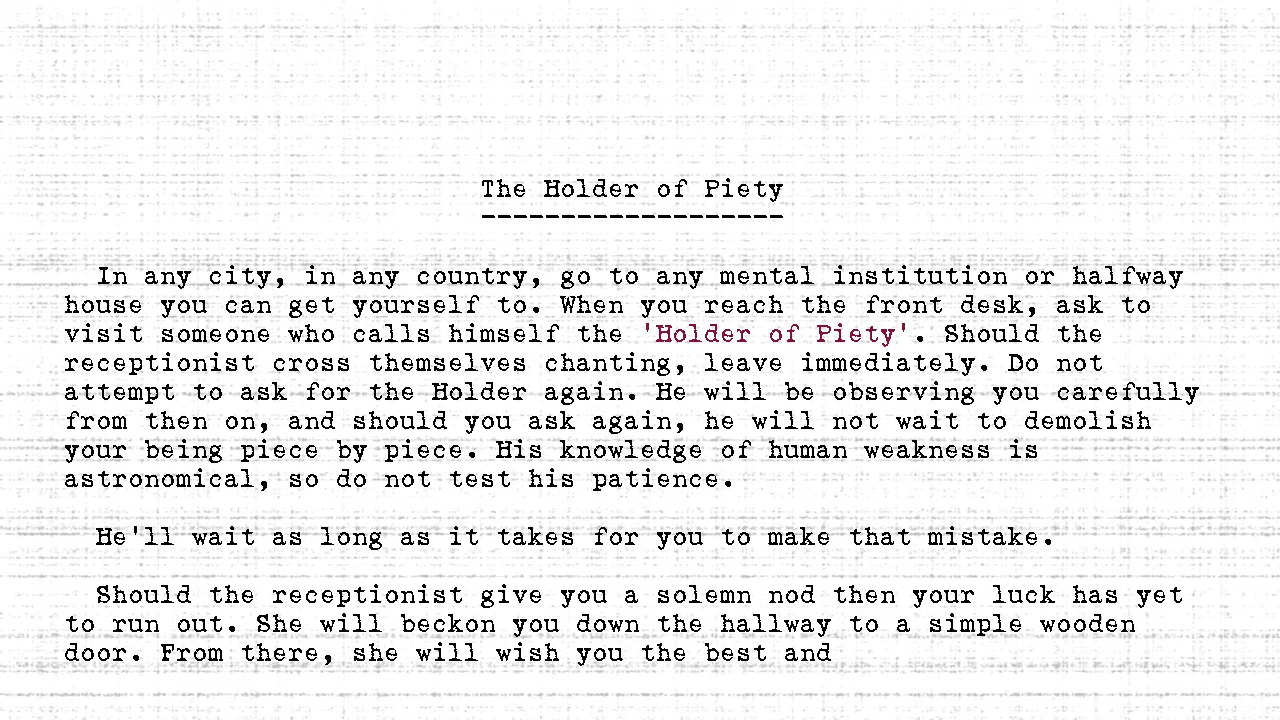 The Holder of Piety
-------------------
In any city, in any country, go to any mental institution or halfway
house you can get yourself to. When you reach the front desk, ask to
visit someone who calls himself the 'Holder of Piety'. Should the
receptionist cross themselves chanting, leave immediately. Do not
attempt to ask for the Holder again. He will be observing you carefully
from then on, and should you ask again, he will not wait to demolish
your being piece by piece. His knowledge of human weakness is
astronomical, so do not test his patience.
He'll wait as long as it takes for you to make that mistake.
Should the receptionist give you a solemn nod then your luck has yet
to run out. She will beckon you down the hallway to a simple wooden
door. From there, she will wish you the best and